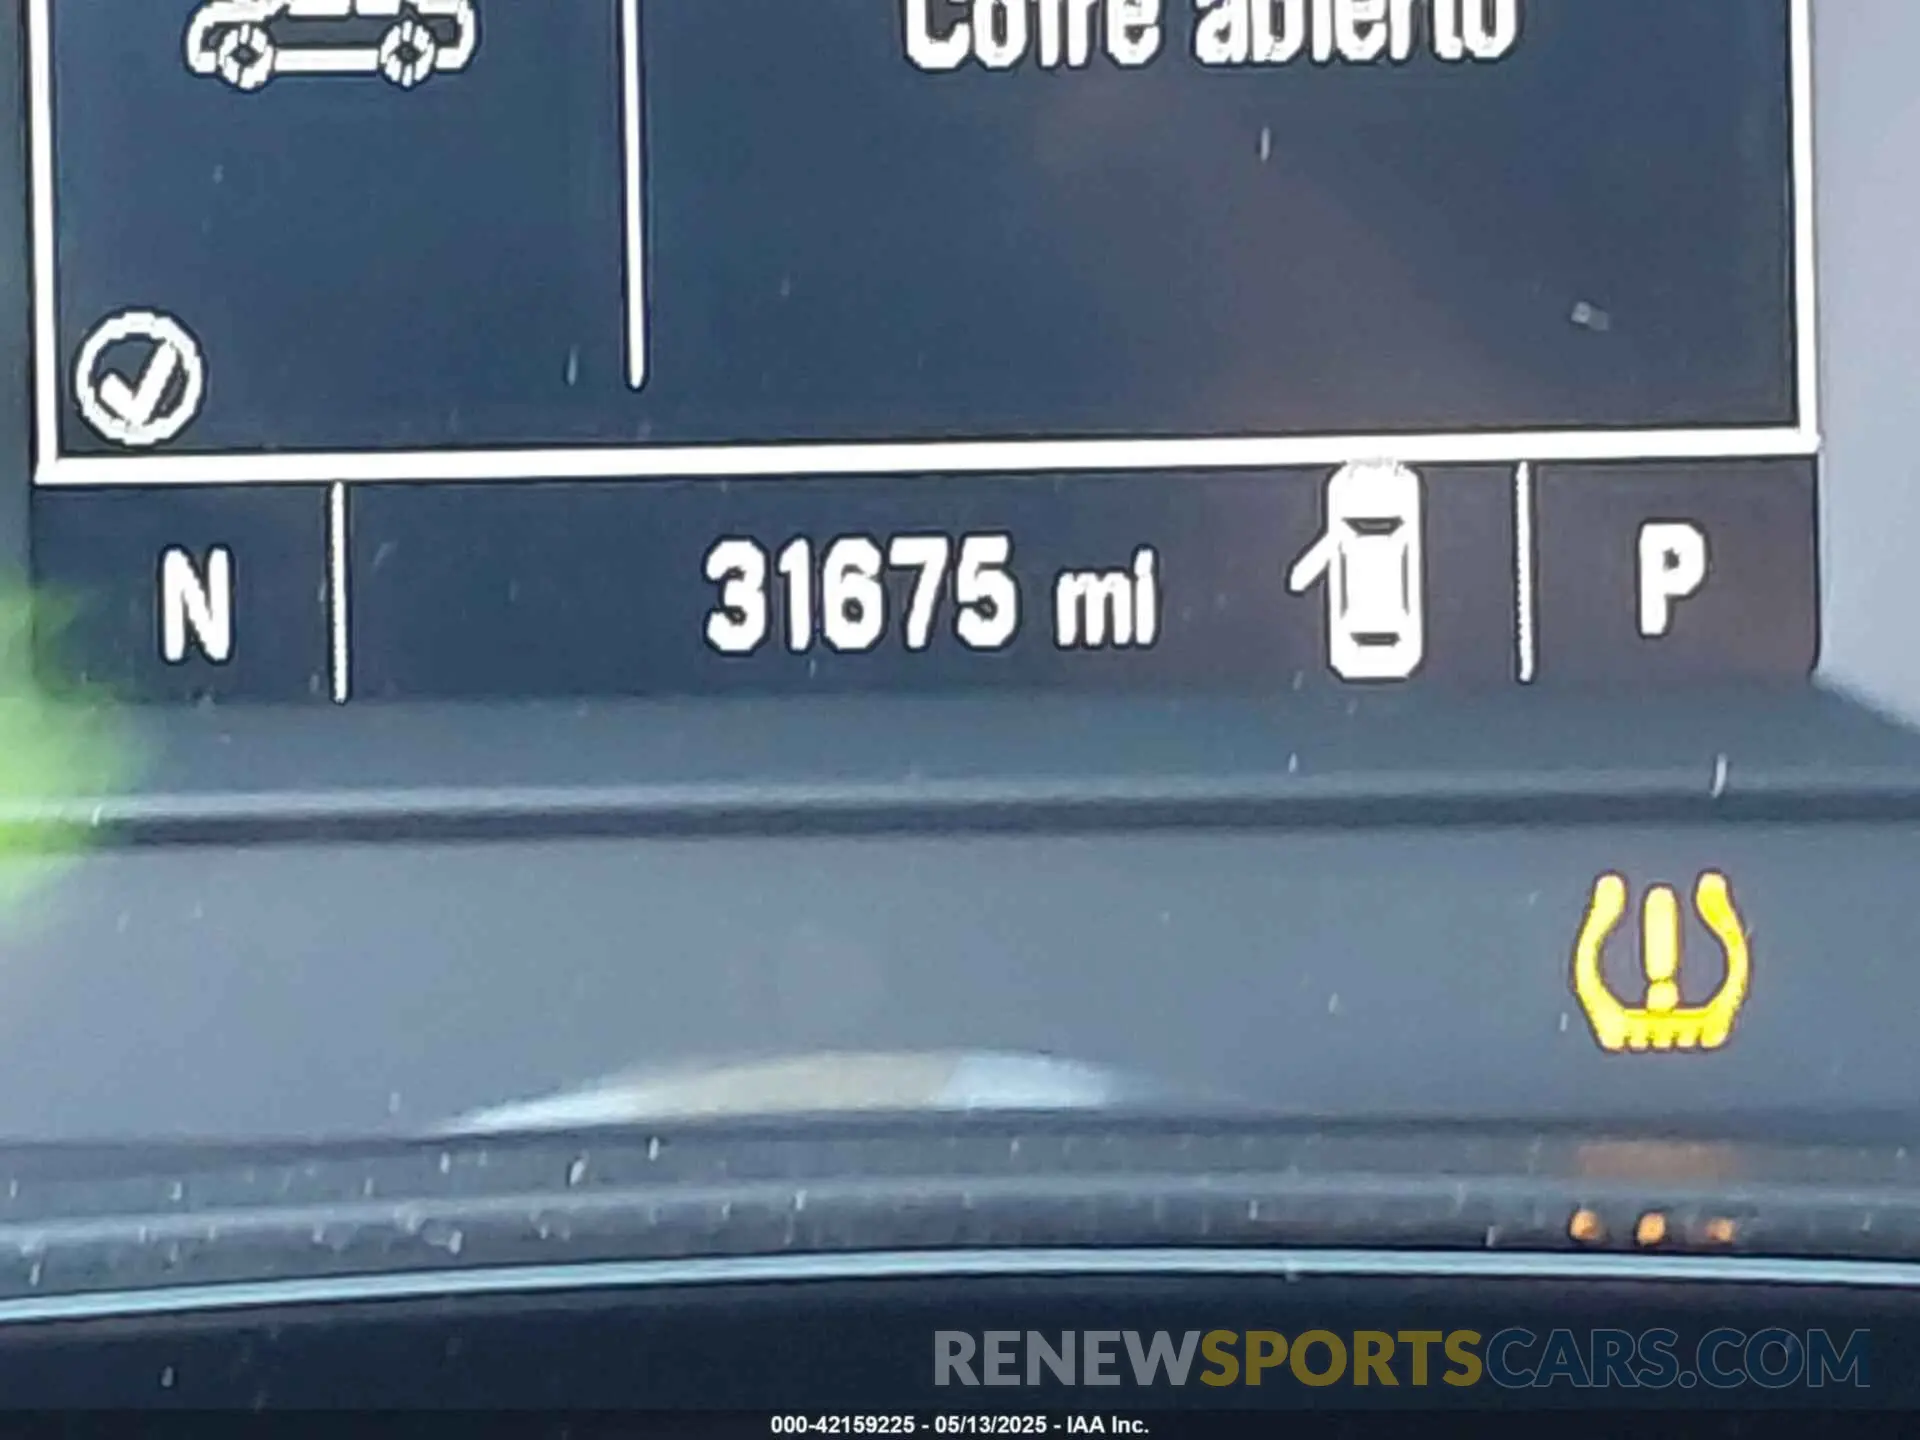 Cofre abierto
N 31675 mi P
RENEWSPORTSCARS.COM
000-42159225 - 05/13/2025 - IAA Inc.